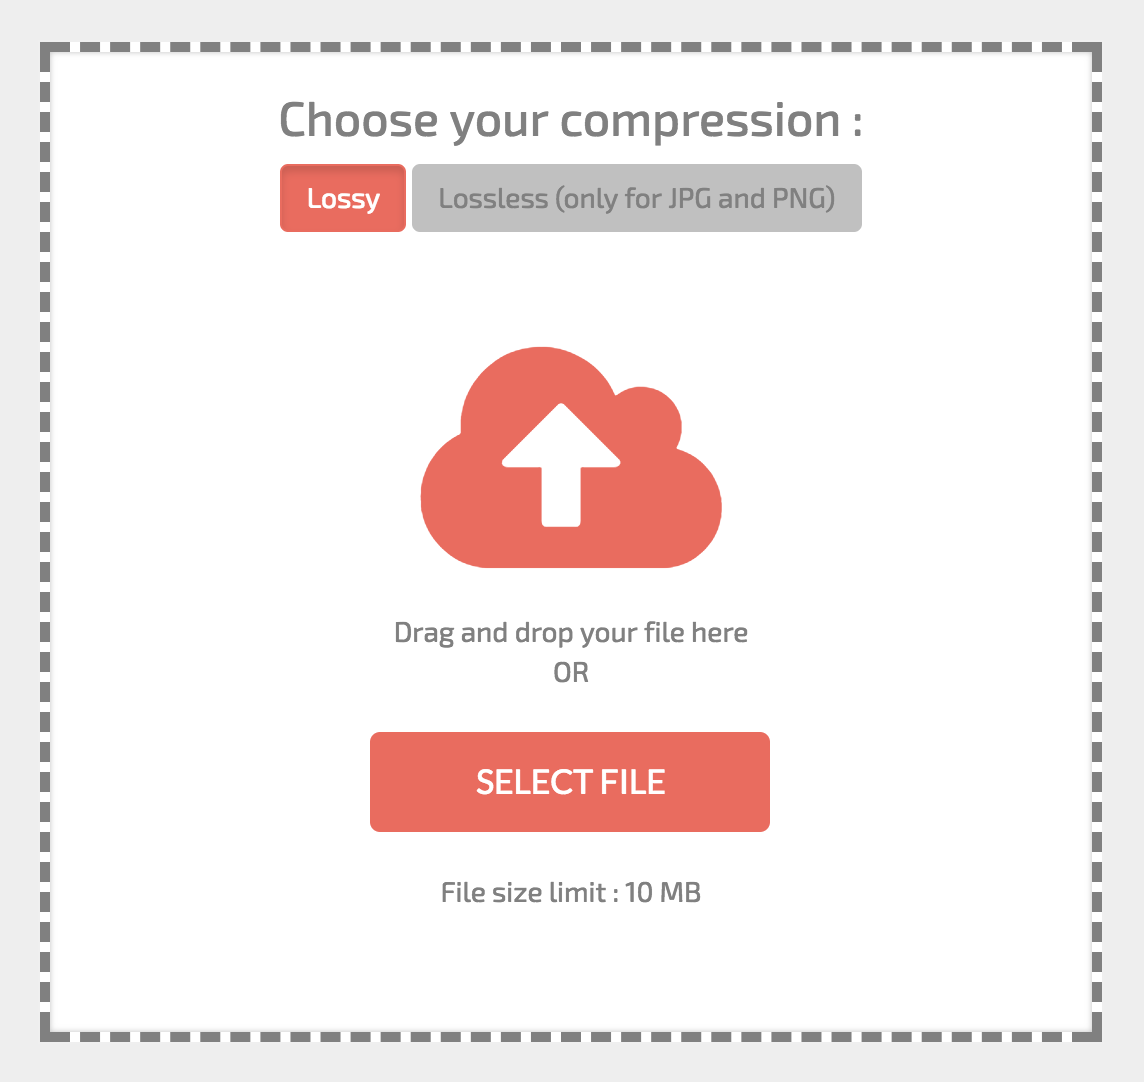 Choose your compression :
Lossy
Lossless (only for JPG and PNG)
Drag and drop your file here
OR
SELECT FILE
File size limit : 10 MB